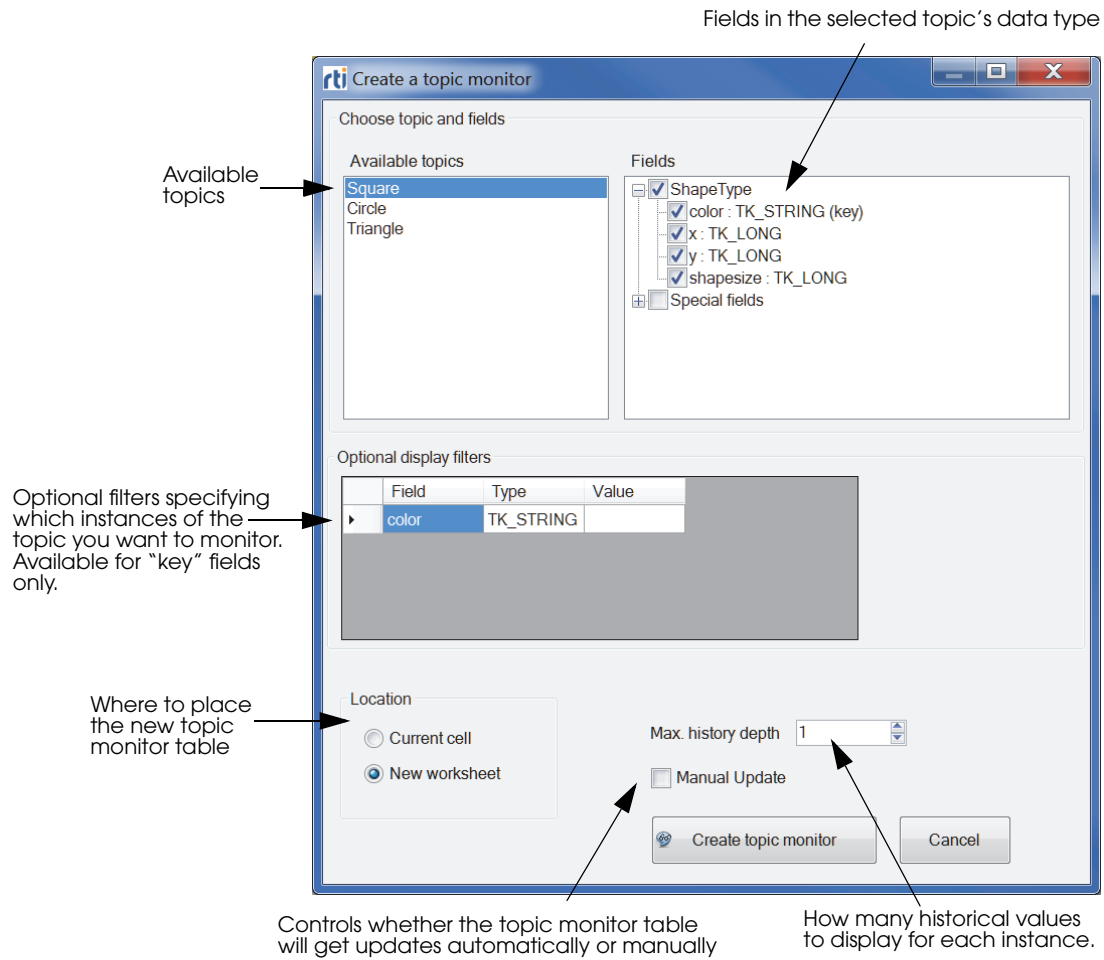 Fields in the selected topic's data type
rti Create a topic monitor
Choose topic and fields
Available topics
Fields
Available
topics
Square
Circle
Triangle
ShapeType
color : TK_STRING (key)
x : TK_LONG
y : TK_LONG
shapesize : TK_LONG
Special fields
Optional display filters
Field Type Value
color TK_STRING
Optional filters specifying
which instances of the
topic you want to monitor.
Available for "key" fields
only.
Where to place
the new topic
monitor table
Location
Current cell
New worksheet
Max. history depth 1
Manual Update
Create topic monitor
Cancel
Controls whether the topic monitor table
will get updates automatically or manually
How many historical values
to display for each instance.